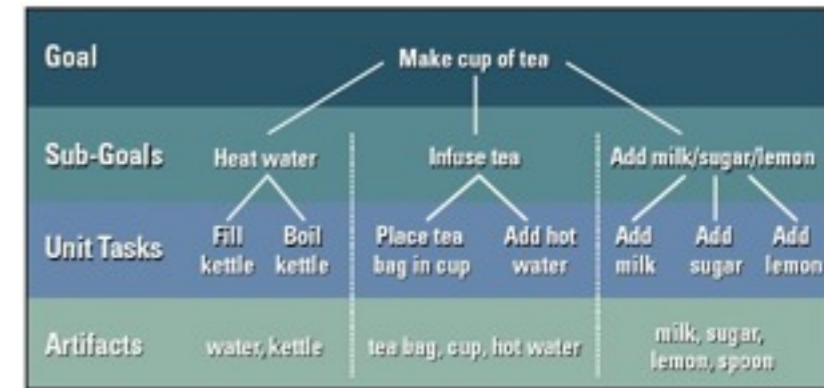 Goal
Make cup of tea
Sub-Goals
Heat water
Infuse tea
Add milk/sugar/lemon
Unit Tasks
Fill
kettle
Boil
kettle
Place tea
bag in cup
Add hot
water
Add
milk
Add
sugar
Add
lemon
Artifacts
water, kettle
tea bag, cup, hot water
milk, sugar,
lemon, spoon